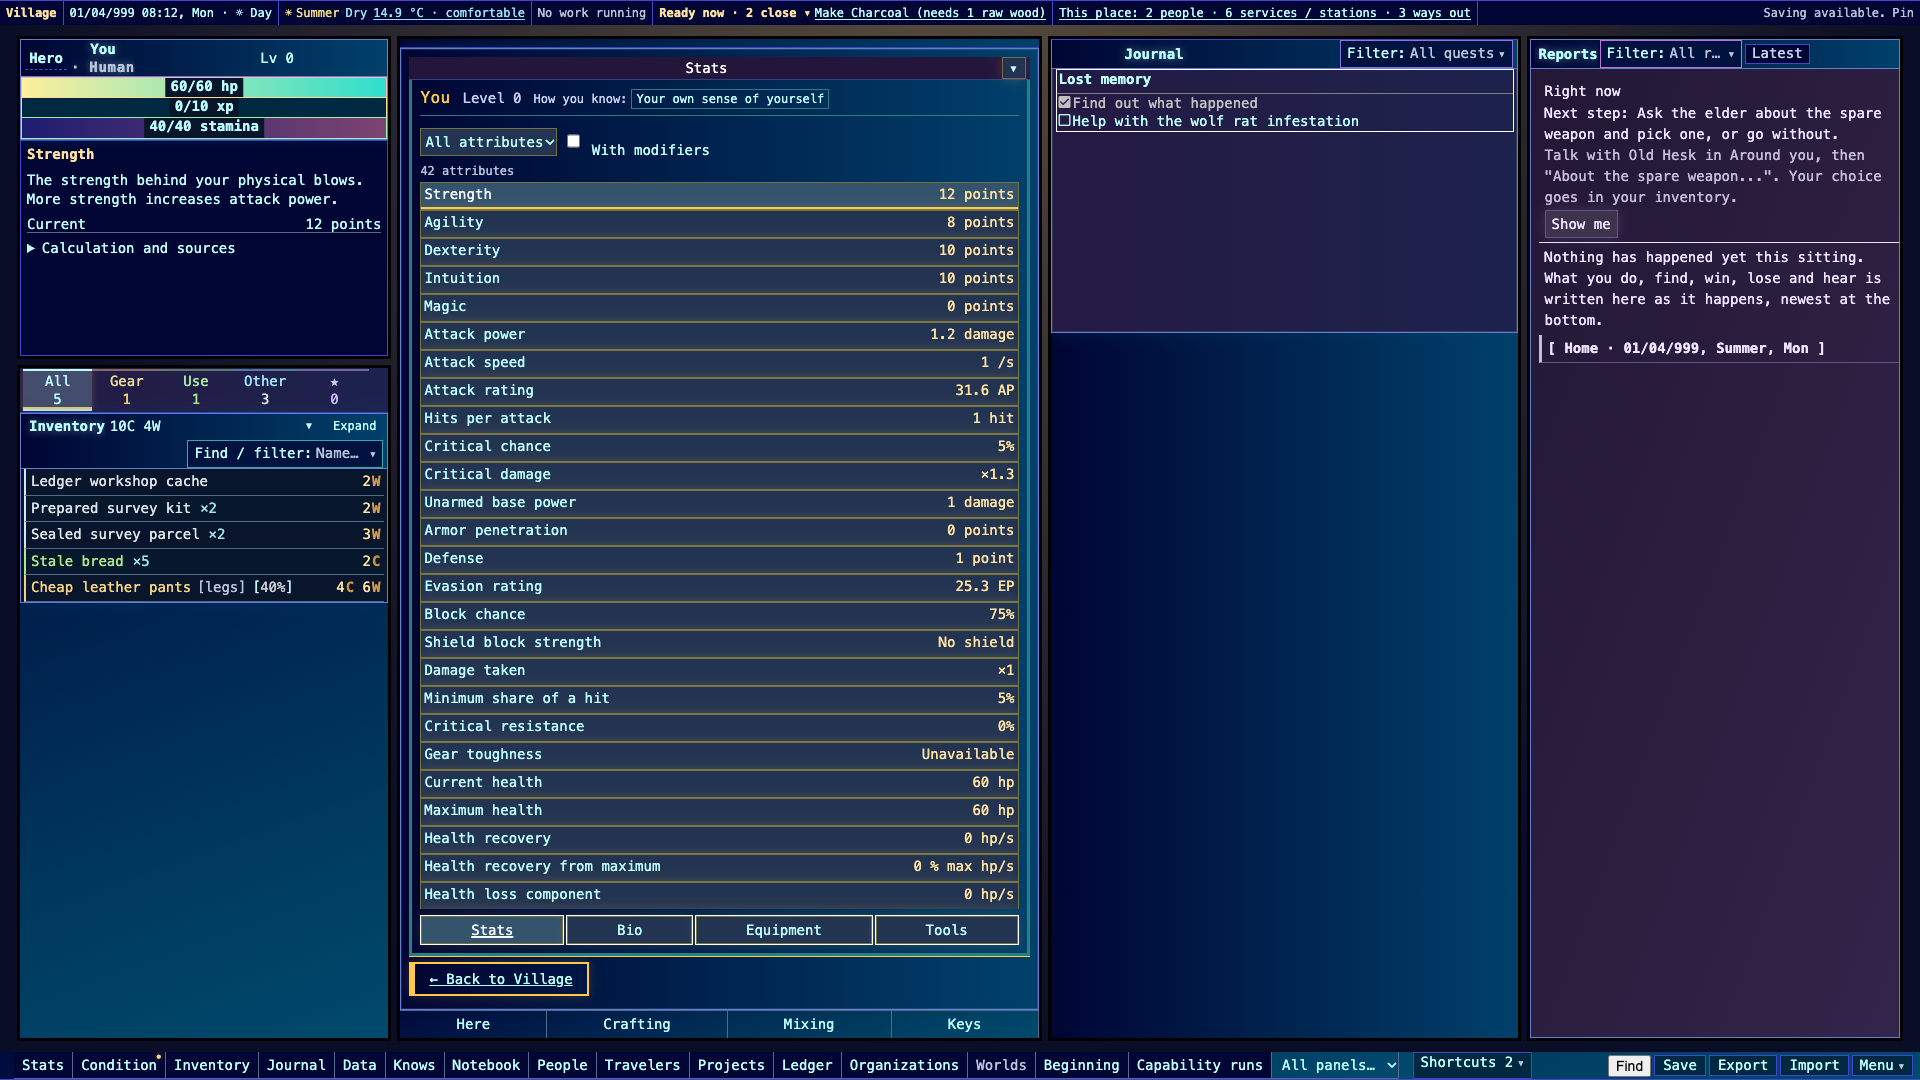 Village 01/04/999 08:12, Mon · ☼ Day ☀ Summer Dry 14.9 °C · comfortable No work running Ready now · 2 close ▾ Make Charcoal (needs 1 raw wood) This place: 2 people · 6 services / stations · 3 ways out Saving available. Pin
Hero · You Human Lv 0
60/60 hp
0/10 xp
40/40 stamina
Strength
The strength behind your physical blows.
More strength increases attack power.
Current 12 points
▶ Calculation and sources
All 5 Gear 1 Use 1 Other 3 ★ 0
Inventory 10C 4W ▾ Expand
Find / filter: Name… ▾
Ledger workshop cache 2W
Prepared survey kit ×2 2W
Sealed survey parcel ×2 3W
Stale bread ×5 2C
Cheap leather pants [legs] [40%] 4C 6W
Stats ▼
You Level 0 How you know: Your own sense of yourself
All attributes With modifiers
42 attributes
Strength 12 points
Agility 8 points
Dexterity 10 points
Intuition 10 points
Magic 0 points
Attack power 1.2 damage
Attack speed 1 /s
Attack rating 31.6 AP
Hits per attack 1 hit
Critical chance 5%
Critical damage ×1.3
Unarmed base power 1 damage
Armor penetration 0 points
Defense 1 point
Evasion rating 25.3 EP
Block chance 75%
Shield block strength No shield
Damage taken ×1
Minimum share of a hit 5%
Critical resistance 0%
Gear toughness Unavailable
Current health 60 hp
Maximum health 60 hp
Health recovery 0 hp/s
Health recovery from maximum 0 % max hp/s
Health loss component 0 hp/s
Stats Bio Equipment Tools
← Back to Village
Here Crafting Mixing Keys
Journal Filter: All quests ▾
Lost memory
Find out what happened
Help with the wolf rat infestation
Reports Filter: All r… ▾ Latest
Right now
Next step: Ask the elder about the spare
weapon and pick one, or go without.
Talk with Old Hesk in Around you, then
"About the spare weapon...". Your choice
goes in your inventory.
Show me
Nothing has happened yet this sitting.
What you do, find, win, lose and hear is
written here as it happens, newest at the
bottom.
[ Home · 01/04/999, Summer, Mon ]
Stats Condition Inventory Journal Data Knows Notebook People Travelers Projects Ledger Organizations Worlds Beginning Capability runs All panels… Shortcuts 2 ▾ Find Save Export Import Menu ▾